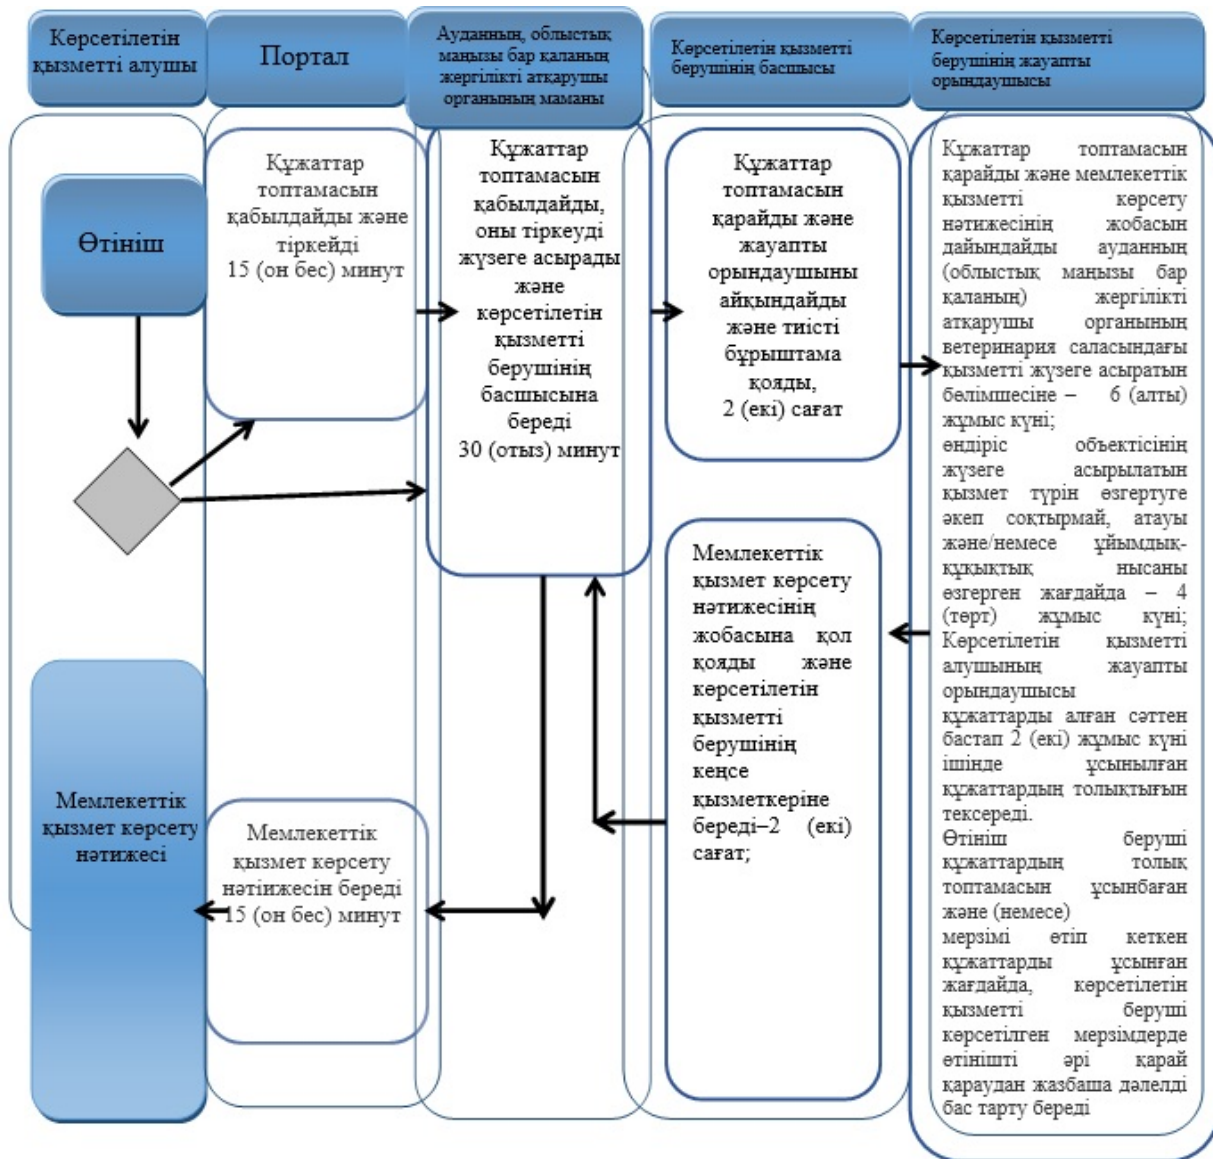 Көрсетілетін
қызметті алушы
Портал
Ауданның, облыстық
маңызы бар қаланың
жергілікті атқарушы
органының маманы
Көрсетілетін қызметті
берушінің басшысы
Көрсетілетін қызметті
берушінің жауапты
орындаушысы
Өтініш
Құжаттар
топтамасын
қабылдайды және
тіркейді
15 (он бес) минут
Құжаттар
топтамасын
қабылдайды,
оны тіркеуді
жүзеге асырады
және
көрсетілетін
қызметті
берушінің
басшысына
береді
30 (отыз) минут
Құжаттар
топтамасын
қарайды және
жауапты
орындаушыны
айқындайды
және тиісті
бұрыштама
қояды,
2 (екі) сағат
Құжаттар топтамасын
қарайды және мемлекеттік
қызметті көрсету
нәтижесінің жобасын
дайындайды ауданның
(облыстық маңызы бар
қаланың) жергілікті
атқарушы органының
ветеринария саласындағы
қызметті жүзеге асыратын
бөлімшесіне – 6 (алты)
жұмыс күні;
өндіріс объектісінің
жүзеге асырылатын
қызмет түрін өзгертуге
әкеп соқтырмай, атауы
және/немесе ұйымдық-
құқықтық нысаны
өзгерген жағдайда – 4
(төрт) жұмыс күні;
Көрсетілетін қызметті
алушының жауапты
орындаушысы
құжаттарды алған сәттен
бастап 2 (екі) жұмыс күні
ішінде ұсынылған
құжаттардың толықтығын
тексереді.
Өтініш беруші
құжаттардың толық
топтамасын ұсынбаған
және (немесе)
мерзімі өтіп кеткен
құжаттарды ұсынған
жағдайда, көрсетілетін
қызметті беруші
көрсетілген мерзімдерде
өтінішті әрі қарай
қараудан жазбаша дәлелді
бас тарту береді
Мемлекеттік
қызмет көрсету
нәтижесінің
жобасына қол
қояды және
көрсетілетін
қызметті
берушінің
кеңсе
қызметкеріне
береді–2 (екі)
сағат;
Мемлекеттік
қызмет көрсету
нәтіижесін береді
15 (он бес) минут
Мемлекеттік
қызмет көрсету
нәтижесі